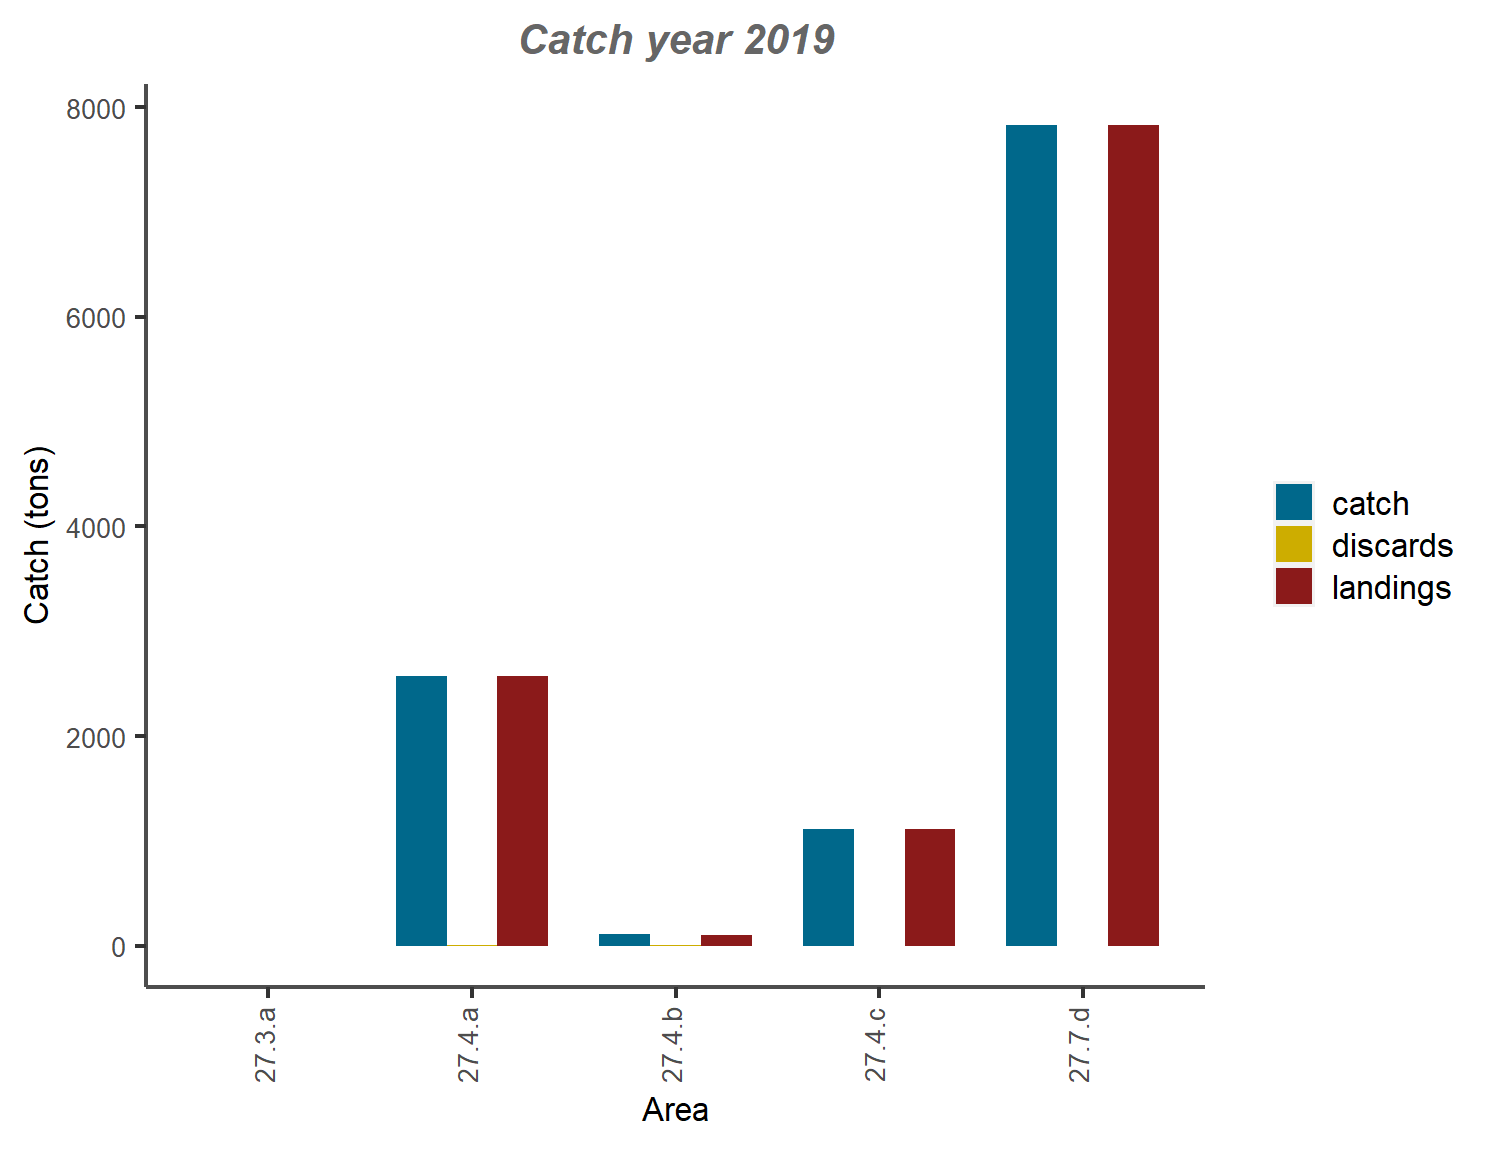 Catch year 2019
8000
6000
4000
2000
0
Catch (tons)
27.3.a
27.4.a
27.4.b
27.4.c
27.7.d
Area
catch
discards
landings